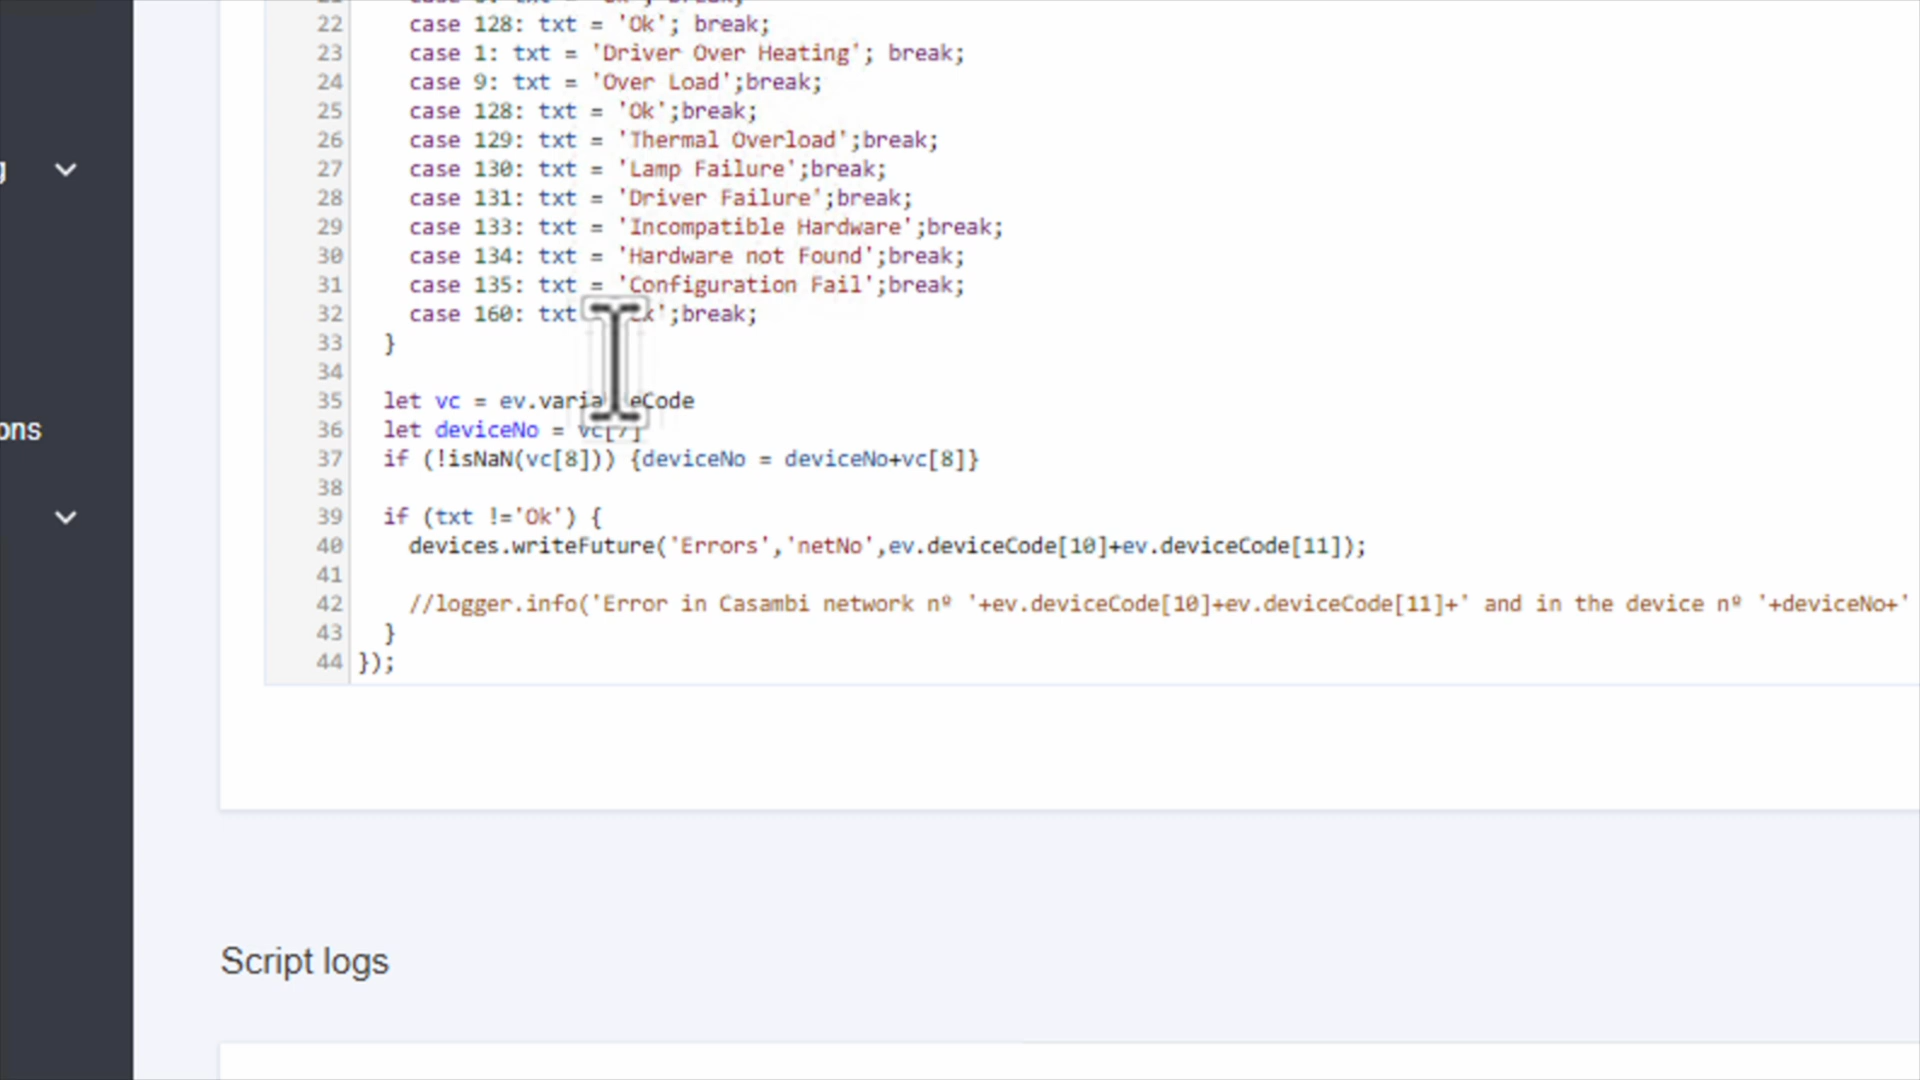 22 case 128: txt = 'Ok'; break;
23 case 1: txt = 'Driver Over Heating'; break;
24 case 9: txt = 'Over Load';break;
25 case 128: txt = 'Ok';break;
26 case 129: txt = 'Thermal Overload';break;
27 case 130: txt = 'Lamp Failure';break;
28 case 131: txt = 'Driver Failure';break;
29 case 133: txt = 'Incompatible Hardware';break;
30 case 134: txt = 'Hardware not Found';break;
31 case 135: txt = 'Configuration Fail';break;
32 case 160: txt k';break;
33 }
34
35 let vc = ev.varia eCode
36 let deviceNo = vc[7]
37 if (!isNaN(vc[8])) {deviceNo = deviceNo+vc[8]}
38
39 if (txt !='Ok') {
40 devices.writeFuture('Errors','netNo',ev.deviceCode[10]+ev.deviceCode[11]);
41
42 //logger.info('Error in Casambi network nº '+ev.deviceCode[10]+ev.deviceCode[11]+' and in the device nº '+deviceNo+'
43 }
44 });
ons
Script logs